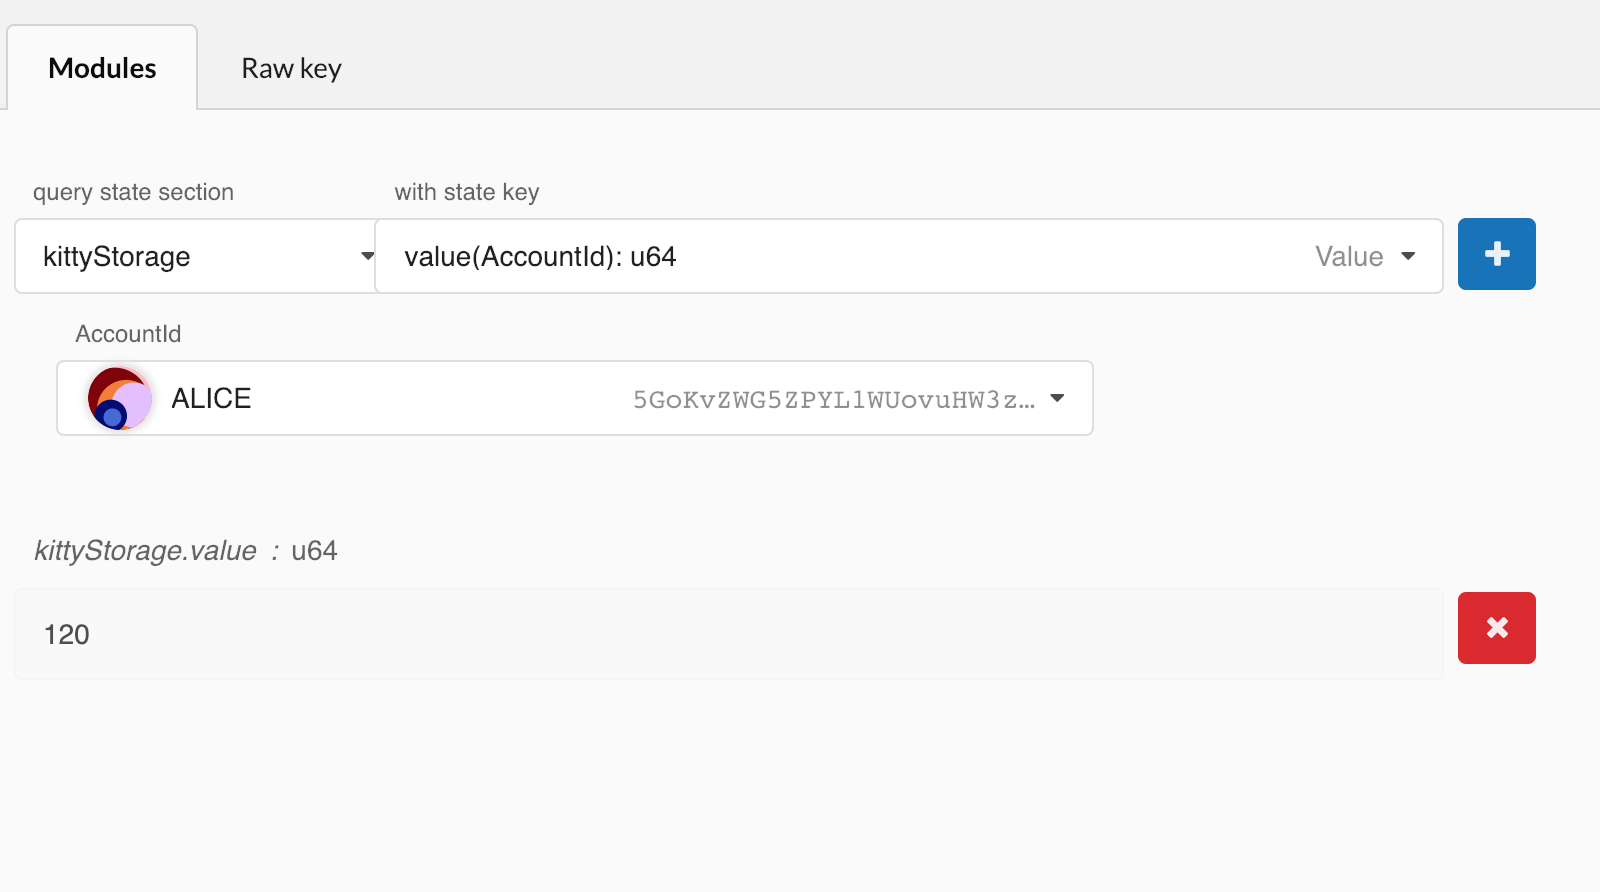 Modules Raw key
query state section with state key
kittyStorage value(AccountId): u64 Value
AccountId
ALICE 5GoKvZWG5ZPYL1WUovuHW3z…
kittyStorage.value : u64
120